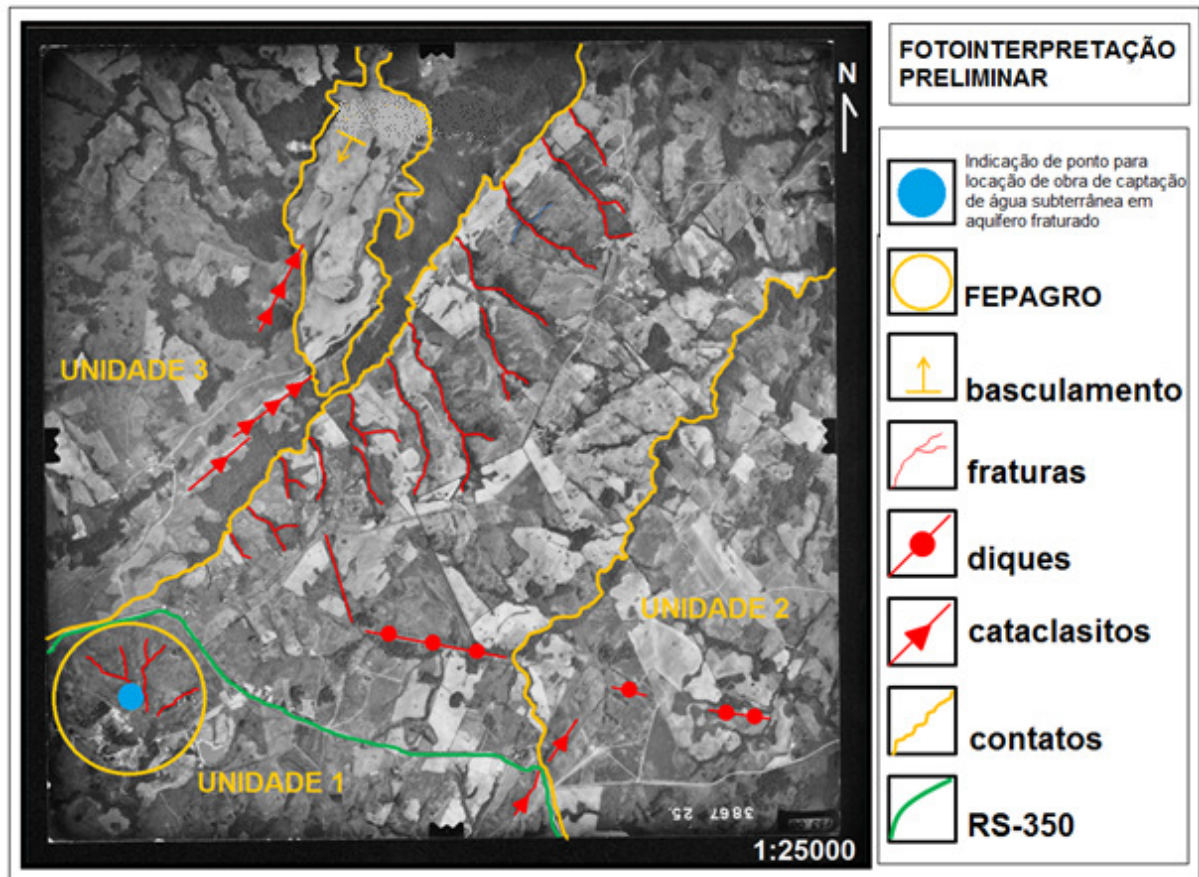 FOTOINTERPRETAÇÃO
PRELIMINAR
N
Indicação de ponto para
locação de obra de captação
de água subterrânea em
aquífero fraturado
FEPAGRO
basculamento
fraturas
diques
cataclasitos
contatos
RS-350
UNIDADE 3
UNIDADE 2
UNIDADE 1
3867 25.
1:25000